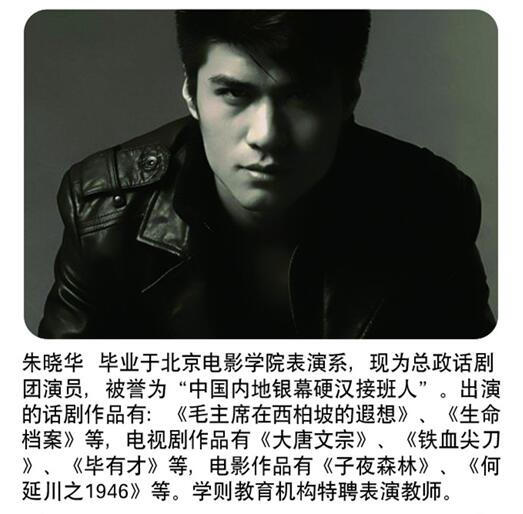 朱晓华 毕业于北京电影学院表演系，现为总政话剧
团演员，被誉为“中国内地银幕硬汉接班人”。出演
的话剧作品有：《毛主席在西柏坡的遐想》、《生命
档案》等，电视剧作品有《大唐文宗》、《铁血尖刀
》、《毕有才》等，电影作品有《子夜森林》、《何
延川之1946》等。学则教育机构特聘表演教师。